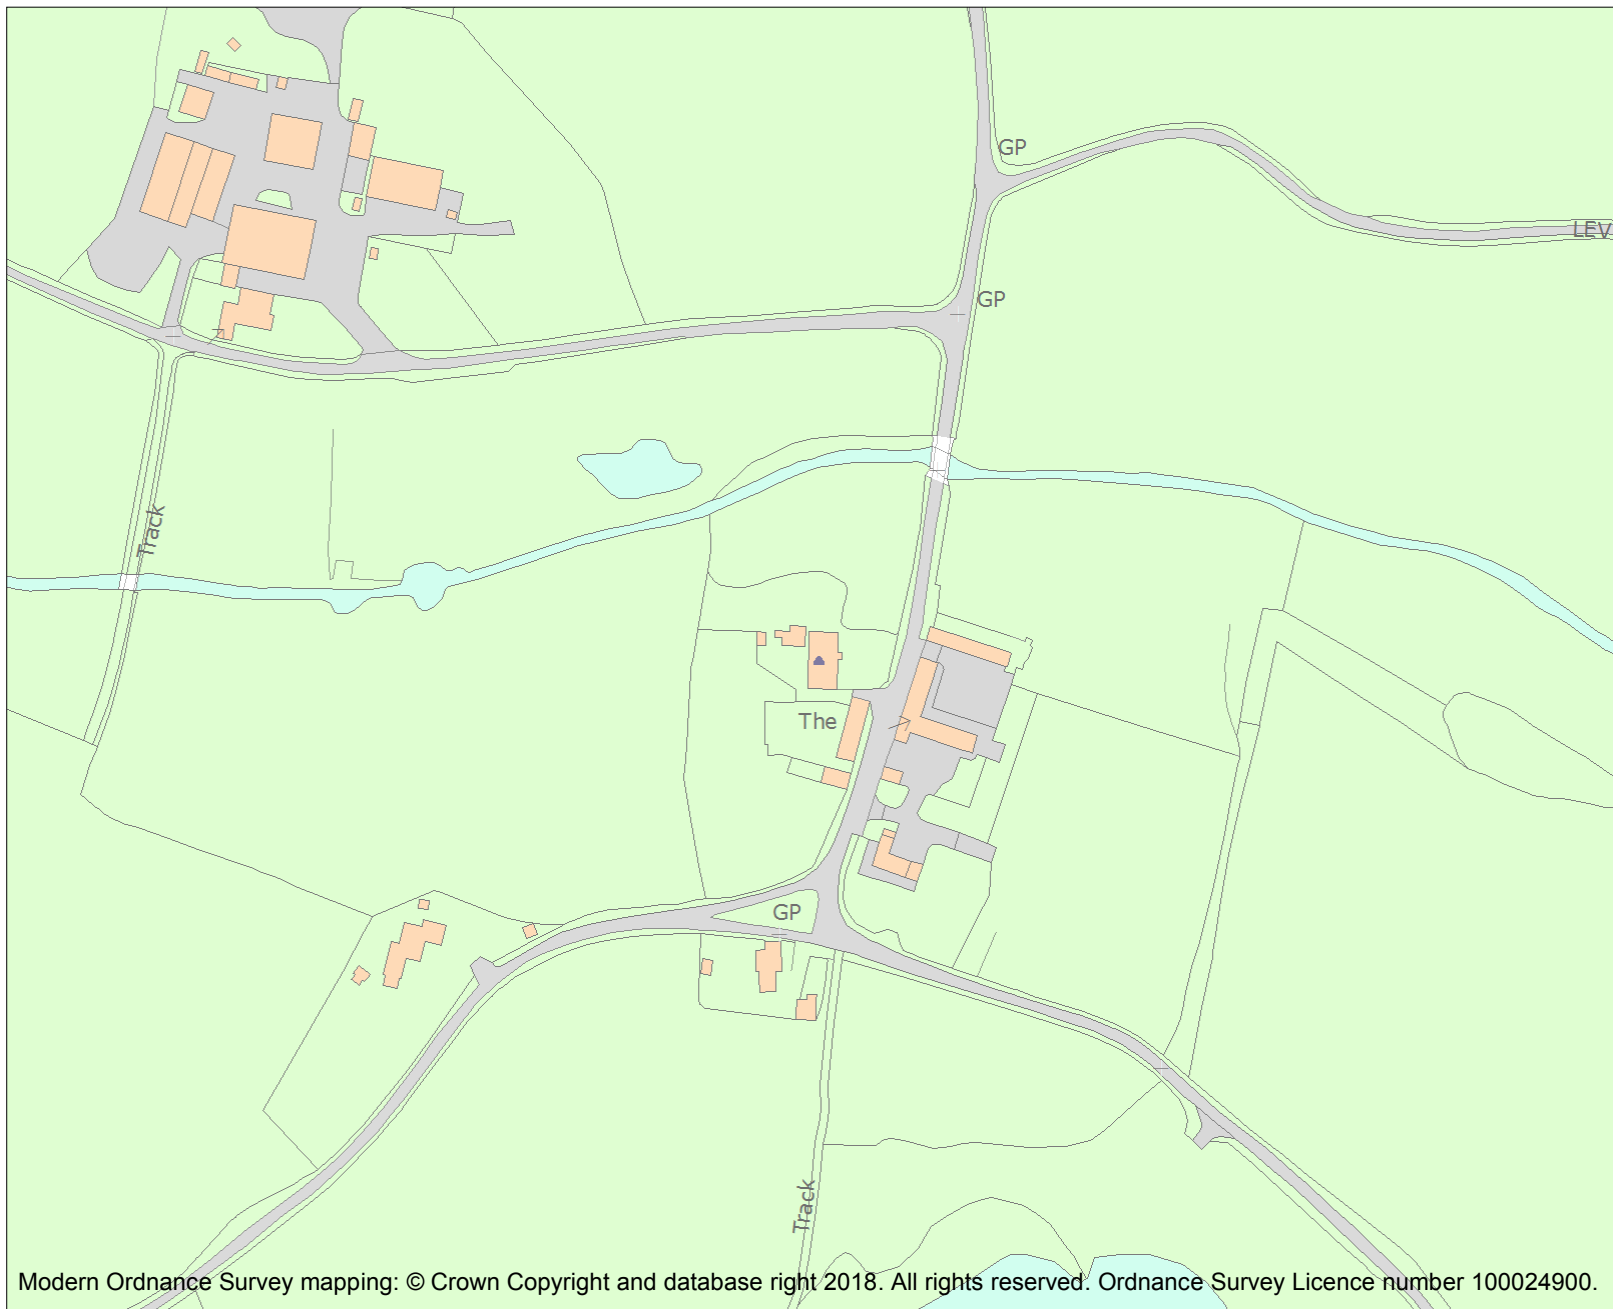 GP
LEV
GP
Track
The
GP
Track
Modern Ordnance Survey mapping: © Crown Copyright and database right 2018. All rights reserved. Ordnance Survey Licence number 100024900.